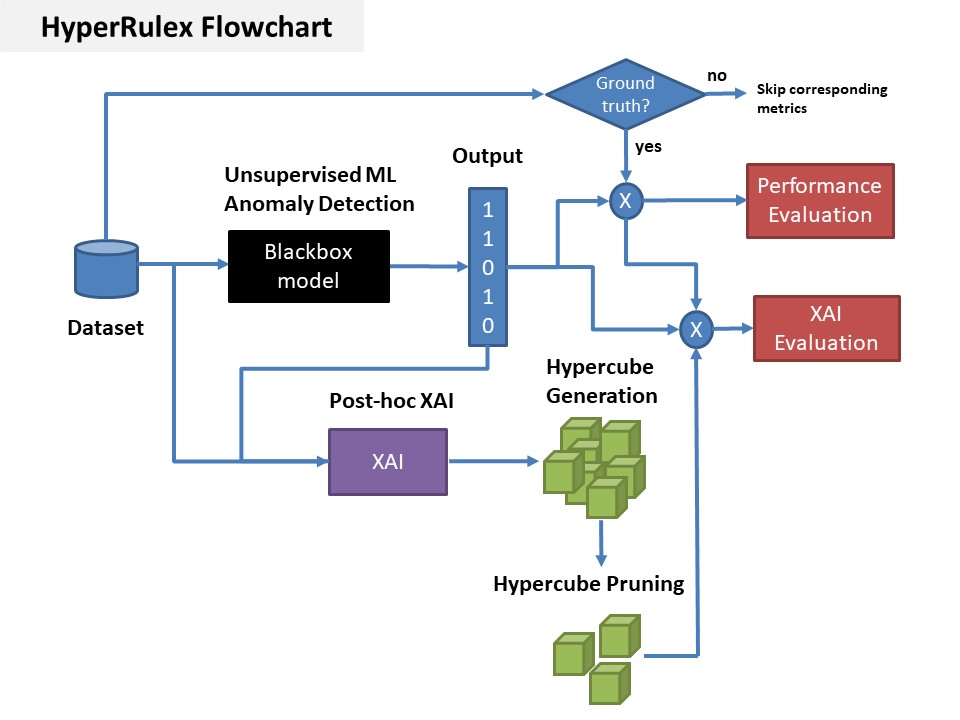 HyperRulex Flowchart
Ground
truth?
no
Skip corresponding
metrics
yes
Output
Unsupervised ML
Anomaly Detection
1
1
0
1
0
X
Performance
Evaluation
Blackbox
model
Dataset
X
XAI
Evaluation
Hypercube
Generation
Post-hoc XAI
XAI
Hypercube Pruning